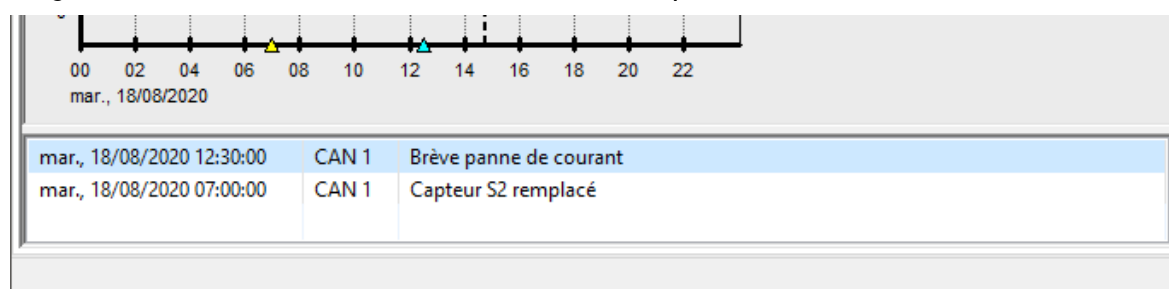 00 02 04 06 08 10 12 14 16 18 20 22
mar., 18/08/2020
mar., 18/08/2020 12:30:00 CAN 1 Brève panne de courant
mar., 18/08/2020 07:00:00 CAN 1 Capteur S2 remplacé